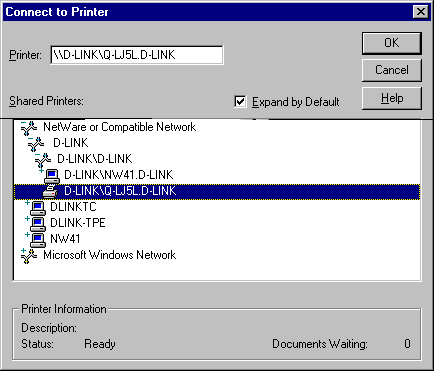 Connect to Printer
Printer: \\D-LINK\Q-LJ5L.D-LINK
OK
Cancel
Shared Printers:
Expand by Default
Help
NetWare or Compatible Network
D-LINK
D-LINK\D-LINK
D-LINK\NW41.D-LINK
D-LINK\Q-LJ5L.D-LINK
DLINKTC
DLINK-TPE
NW41
Microsoft Windows Network
Printer Information
Description:
Status: Ready Documents Waiting: 0